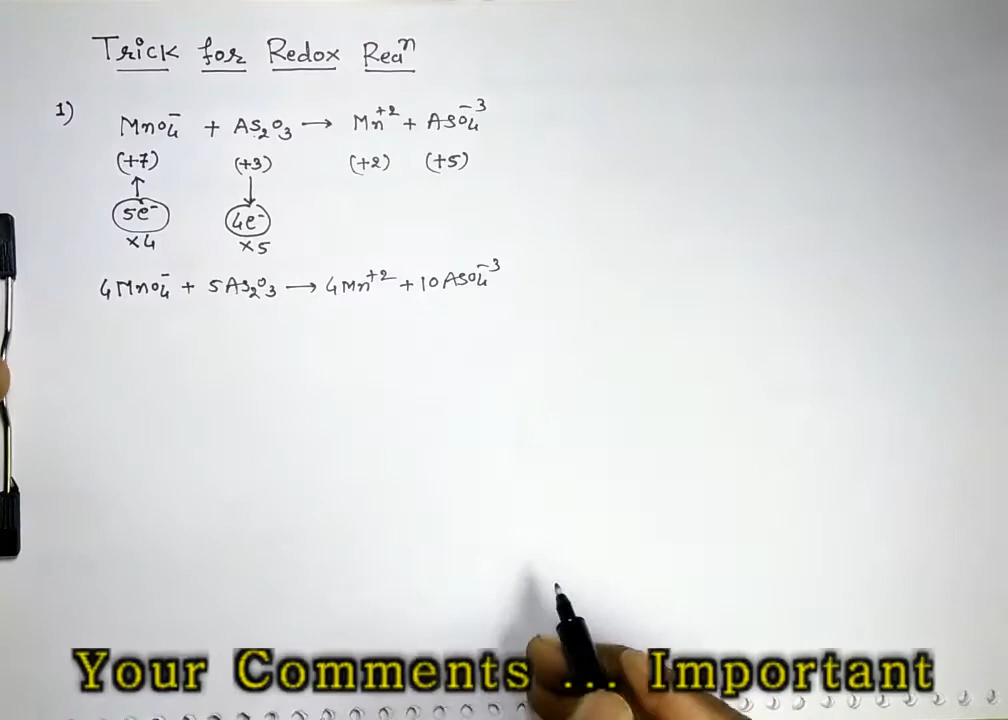 Trick for Redox Reaⁿ
1) MnO₄⁻ + As₂O₃ → Mn⁺² + AsO₄⁻³
(+7) (+3) (+2) (+5)
5e⁻ 4e⁻
×4 ×5
4MnO₄⁻ + 5As₂O₃ → 4Mn⁺² + 10AsO₄⁻³
Your Comments ... Important